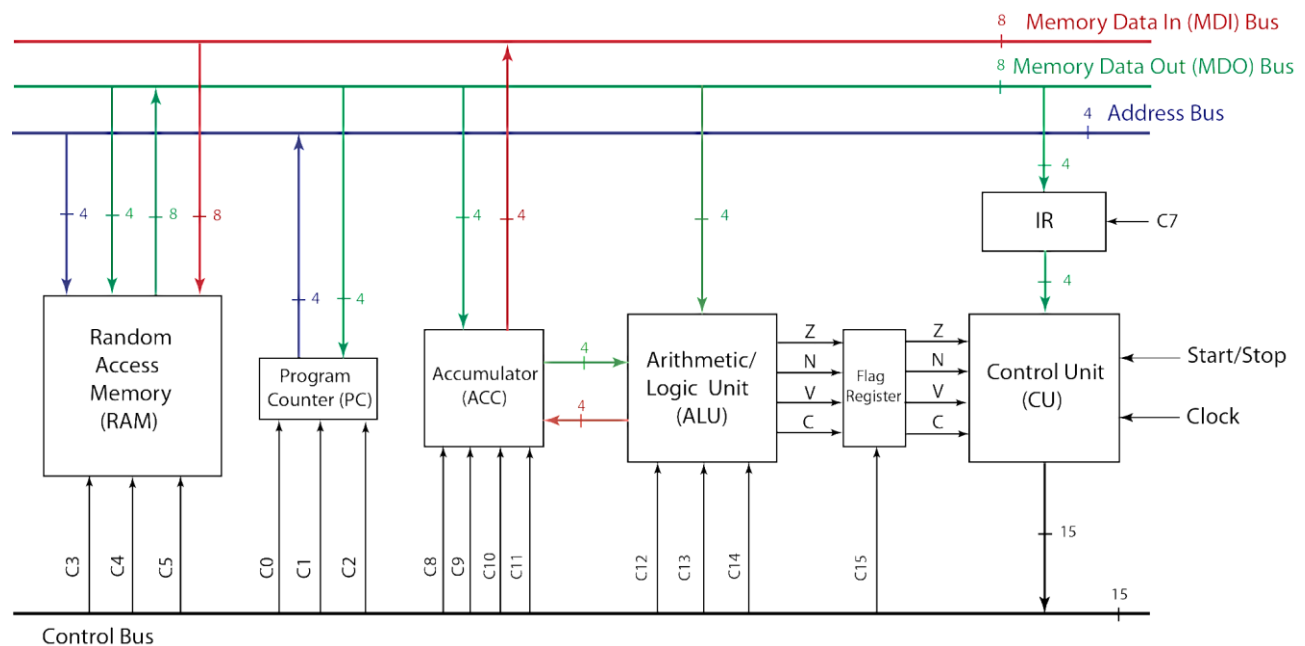 8 Memory Data In (MDI) Bus
8 Memory Data Out (MDO) Bus
4 Address Bus
4
4
8
8
4
4
4
4
4
4
IR
C7
4
Random
Access
Memory
(RAM)
Program
Counter (PC)
Accumulator
(ACC)
4
4
Arithmetic/
Logic Unit
(ALU)
Z
N
V
C
Flag
Register
Z
N
V
C
Control Unit
(CU)
Start/Stop
Clock
C3
C4
C5
C0
C1
C2
C8
C9
C10
C11
C12
C13
C14
C15
15
15
Control Bus